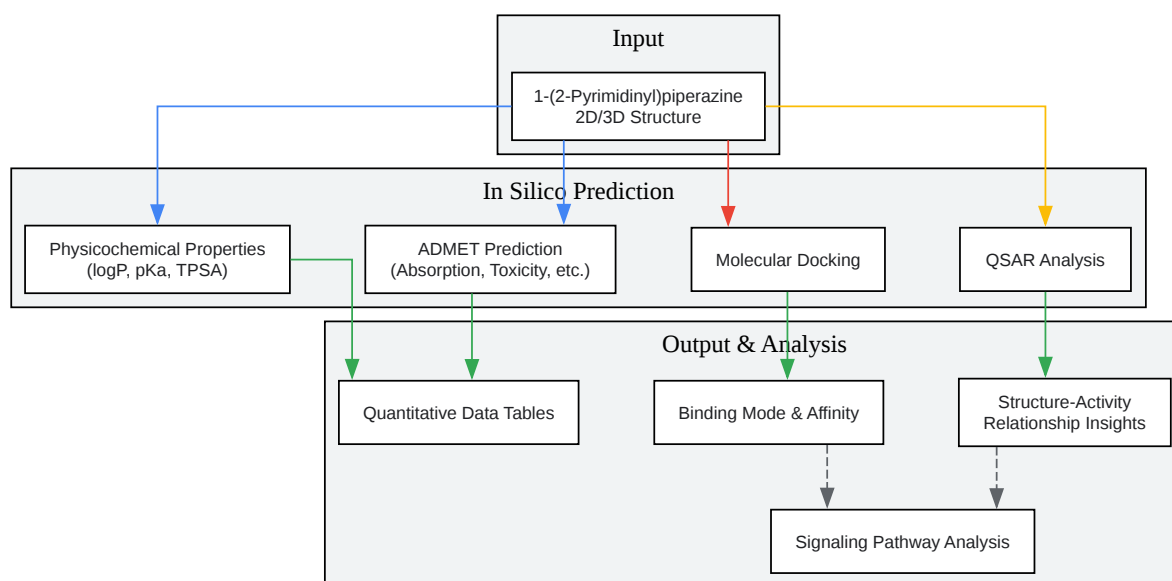 Input
1-(2-Pyrimidinyl)piperazine
2D/3D Structure
In Silico Prediction
Physicochemical Properties
(logP, pKa, TPSA)
ADMET Prediction
(Absorption, Toxicity, etc.)
Molecular Docking
QSAR Analysis
Output & Analysis
Quantitative Data Tables
Binding Mode & Affinity
Structure-Activity
Relationship Insights
Signaling Pathway Analysis